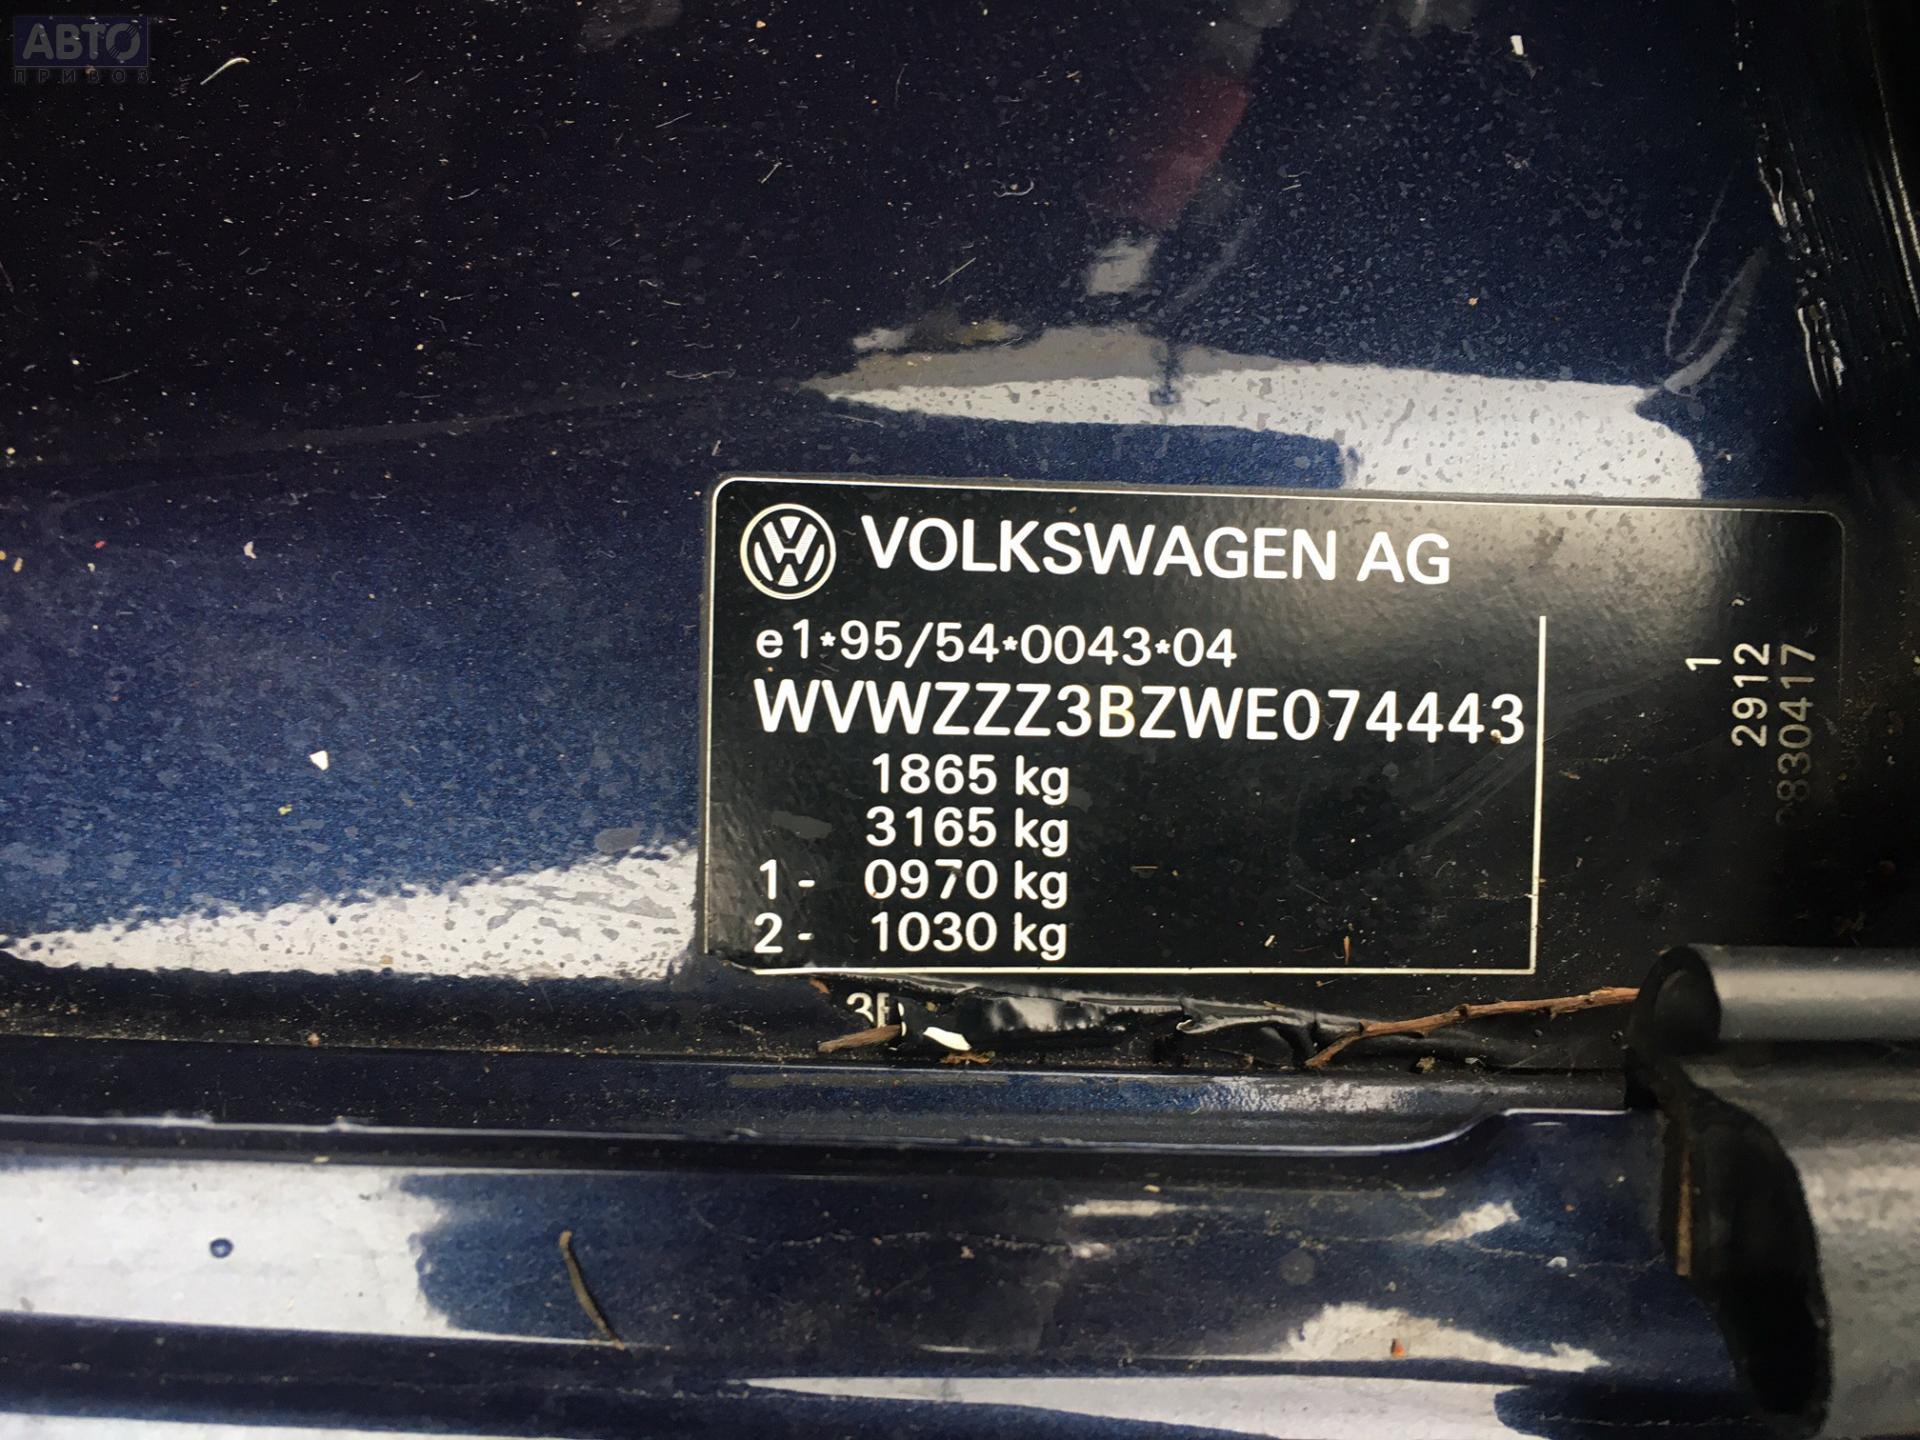 АВТО
ПРИВОЗ
VOLKSWAGEN AG
e1*95/54*0043*04
WVWZZZ3BZWE074443
1865 kg
3165 kg
1- 0970 kg
2- 1030 kg
1
2912
830417